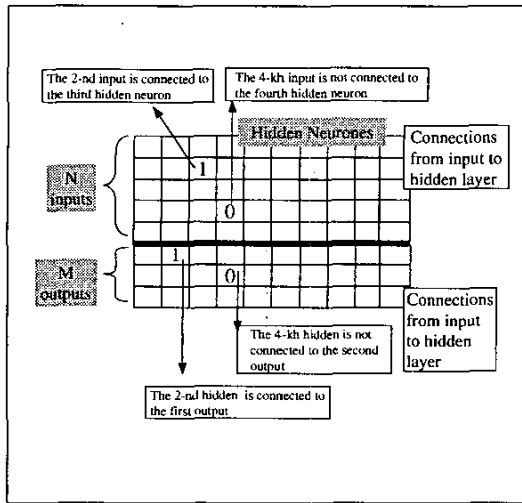 The 2-nd input is connected to
the third hidden neuron
The 4-kh input is not connected
to the fourth hidden neuron
Hidden Neurones
Connections
from input to
hidden layer
1
N
inputs
0
1
M
outputs
0
Connections
from input
to hidden
layer
The 4-kh hidden is not
connected to the second
output
The 2-nd hidden is connected to
the first output